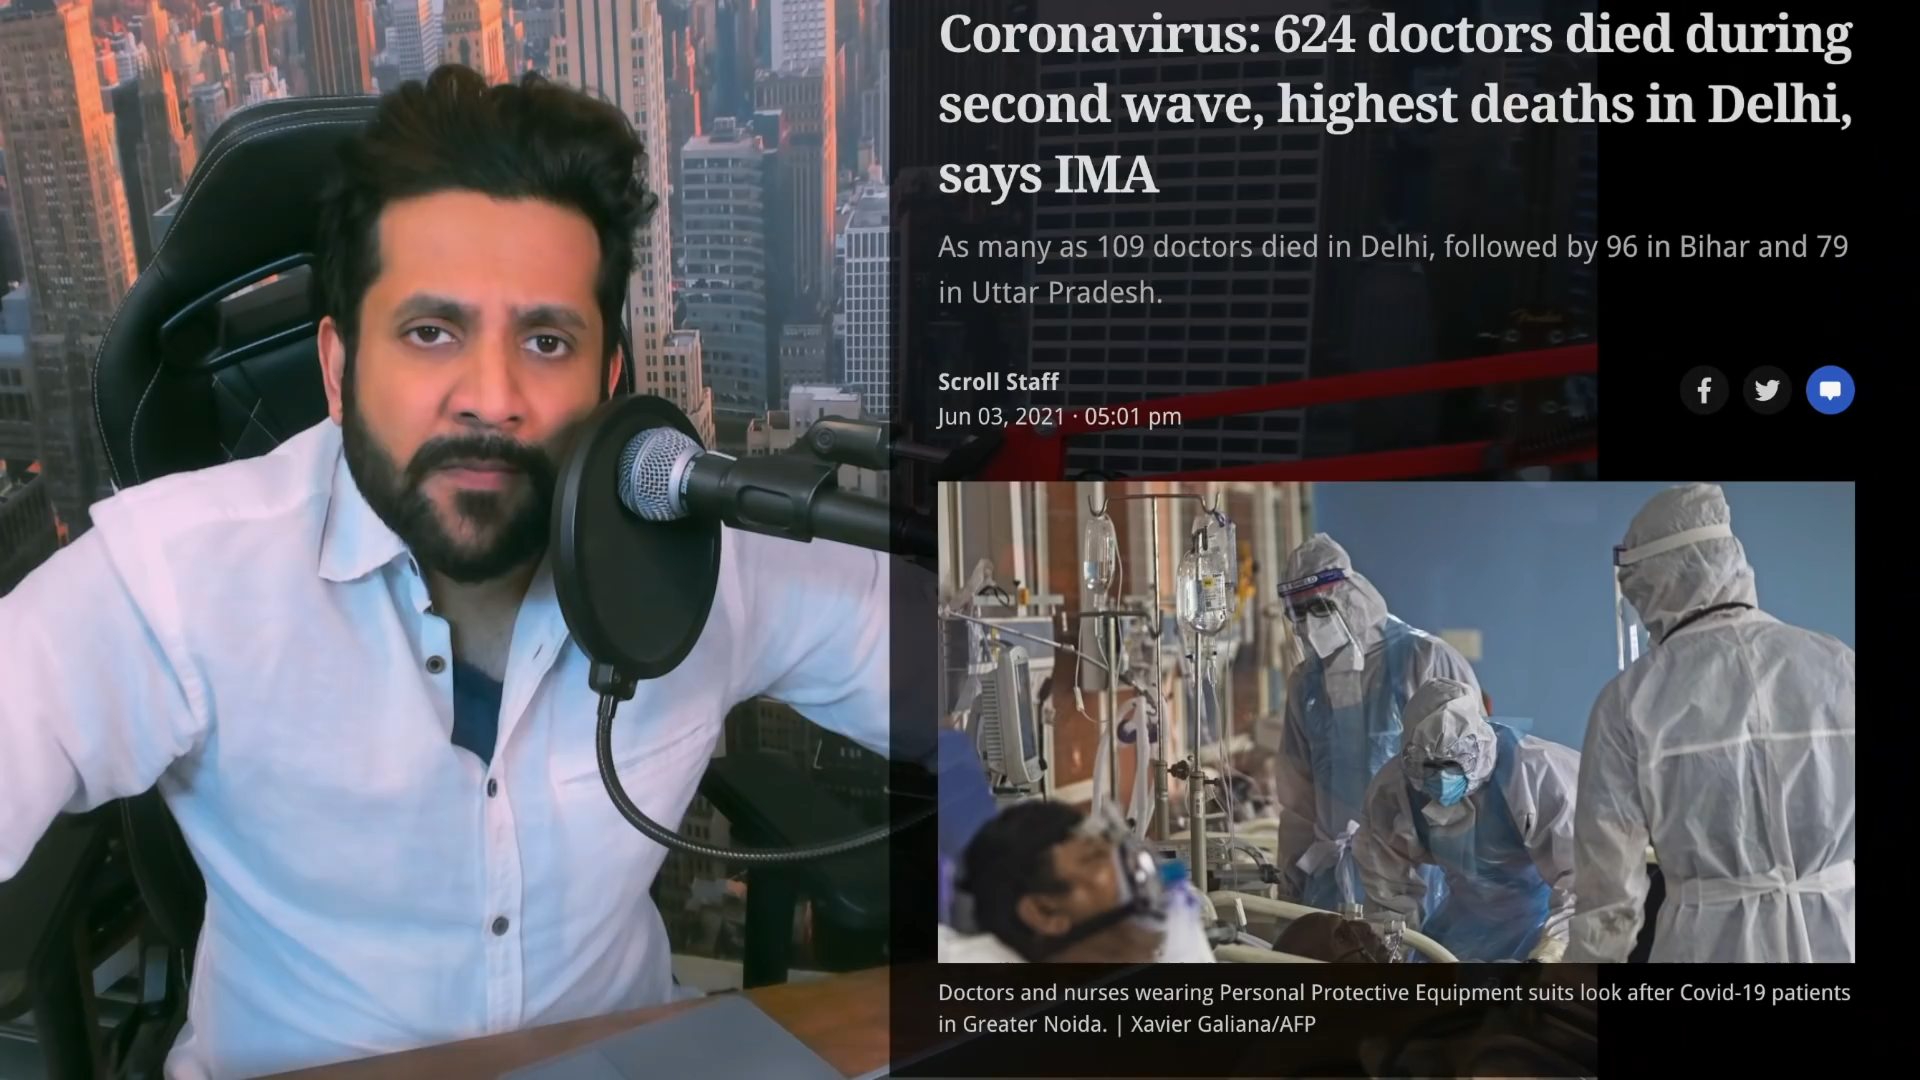 Coronavirus: 624 doctors died during
second wave, highest deaths in Delhi,
says IMA
As many as 109 doctors died in Delhi, followed by 96 in Bihar and 79
in Uttar Pradesh.
Scroll Staff
Jun 03, 2021 · 05:01 pm
Doctors and nurses wearing Personal Protective Equipment suits look after Covid-19 patients
in Greater Noida. | Xavier Galiana/AFP